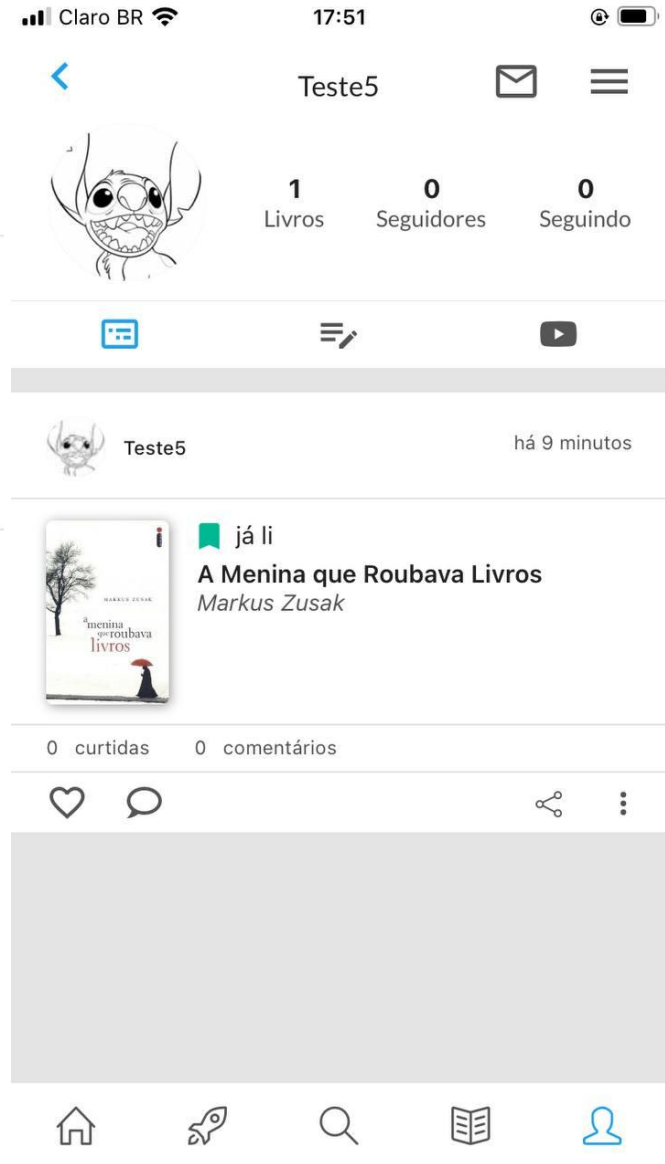 Claro BR 17:51
Teste5
1 0 0
Livros Seguidores Seguindo
Teste5 há 9 minutos
já li
A Menina que Roubava Livros
Markus Zusak
MARKUS ZUSAK
a menina
que roubava
livros
0 curtidas 0 comentários